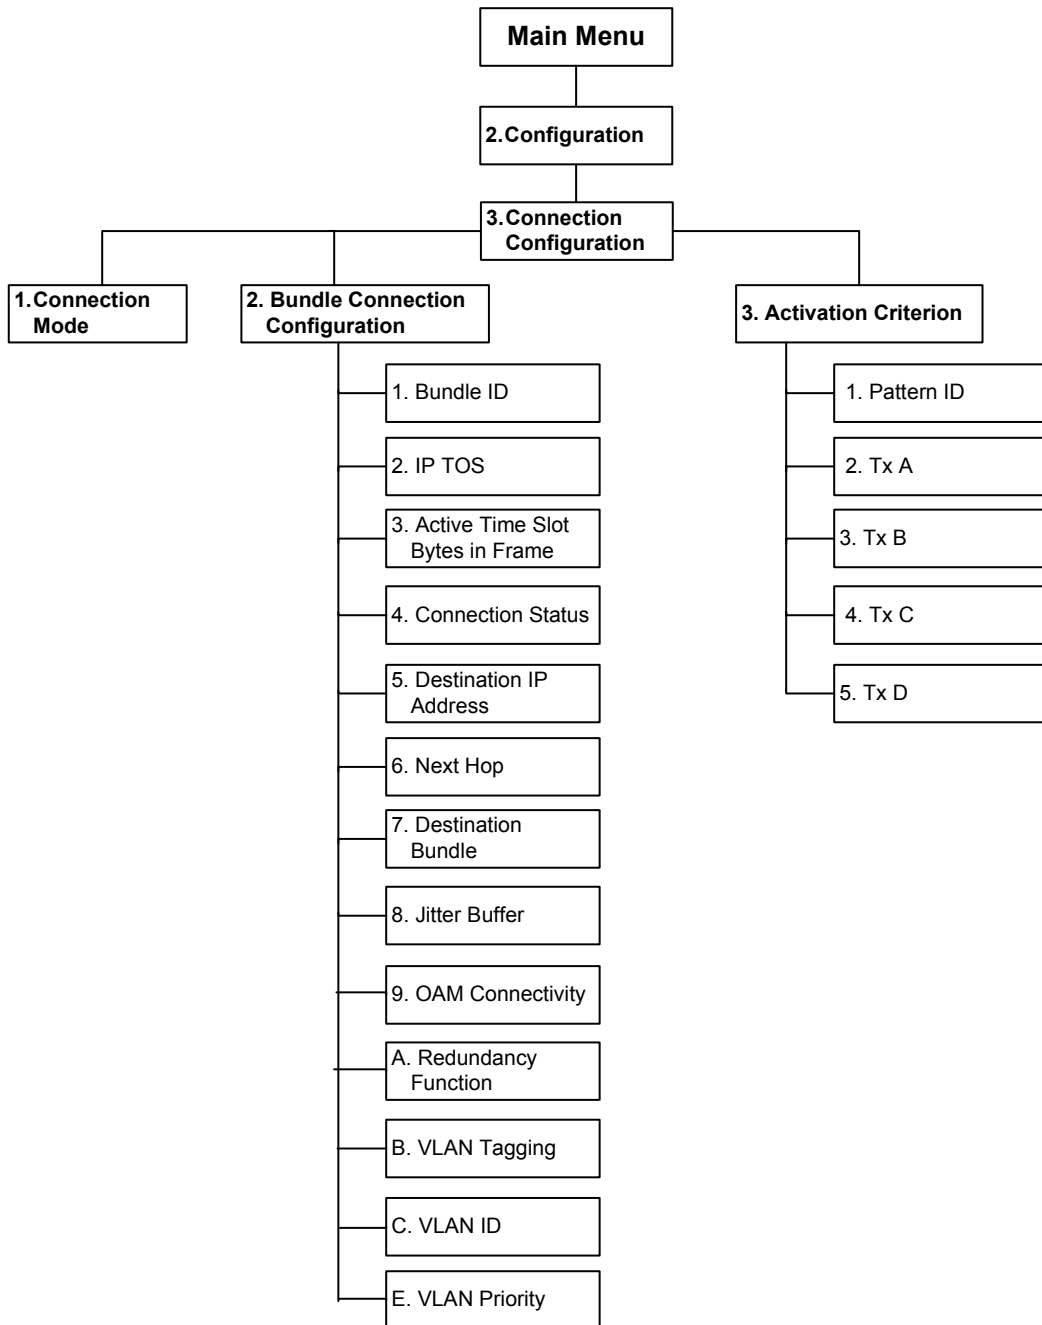 Main Menu
2.Configuration
3.Connection
Configuration
1.Connection
Mode
2. Bundle Connection
Configuration
3. Activation Criterion
1. Bundle ID
2. IP TOS
3. Active Time Slot
Bytes in Frame
4. Connection Status
5. Destination IP
Address
6. Next Hop
7. Destination
Bundle
8. Jitter Buffer
9. OAM Connectivity
A. Redundancy
Function
B. VLAN Tagging
C. VLAN ID
E. VLAN Priority
1. Pattern ID
2. Tx A
3. Tx B
4. Tx C
5. Tx D